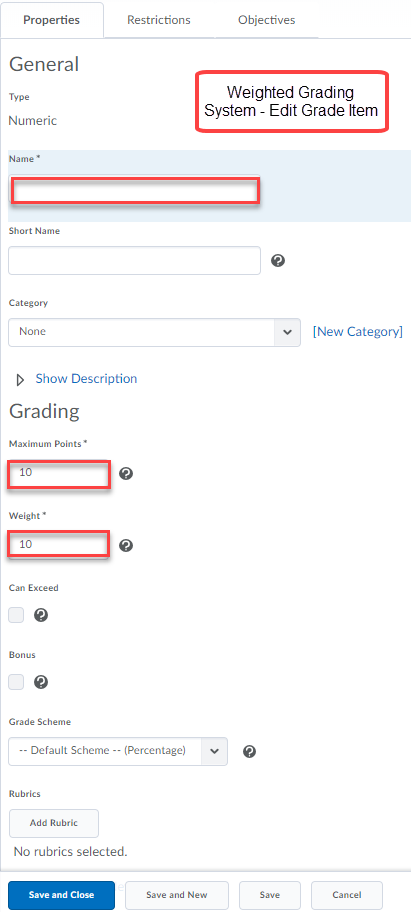 Properties
Restrictions
Objectives
General
Weighted Grading
System - Edit Grade Item
Type
Numeric
Name *
Short Name
Category
None
[New Category]
Show Description
Grading
Maximum Points *
10
Weight *
10
Can Exceed
Bonus
Grade Scheme
-- Default Scheme -- (Percentage)
Rubrics
Add Rubric
No rubrics selected.
Save and Close
Save and New
Save
Cancel